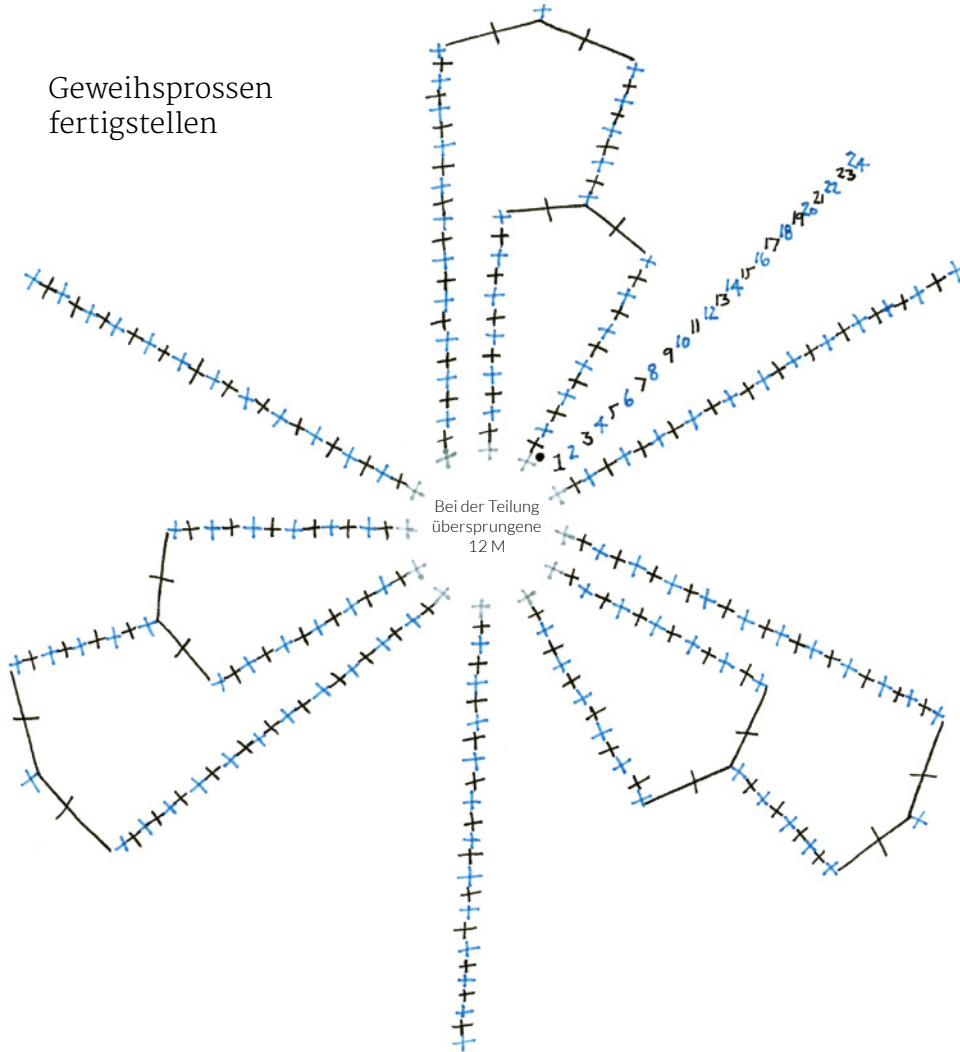 Geweihsprossen
fertigstellen
1 2 3 4 5 6 7 8 9 10 11 12 13 14 15 16 17 18 19 20 21 22 23 24
Bei der Teilung
übersprungene
12 M